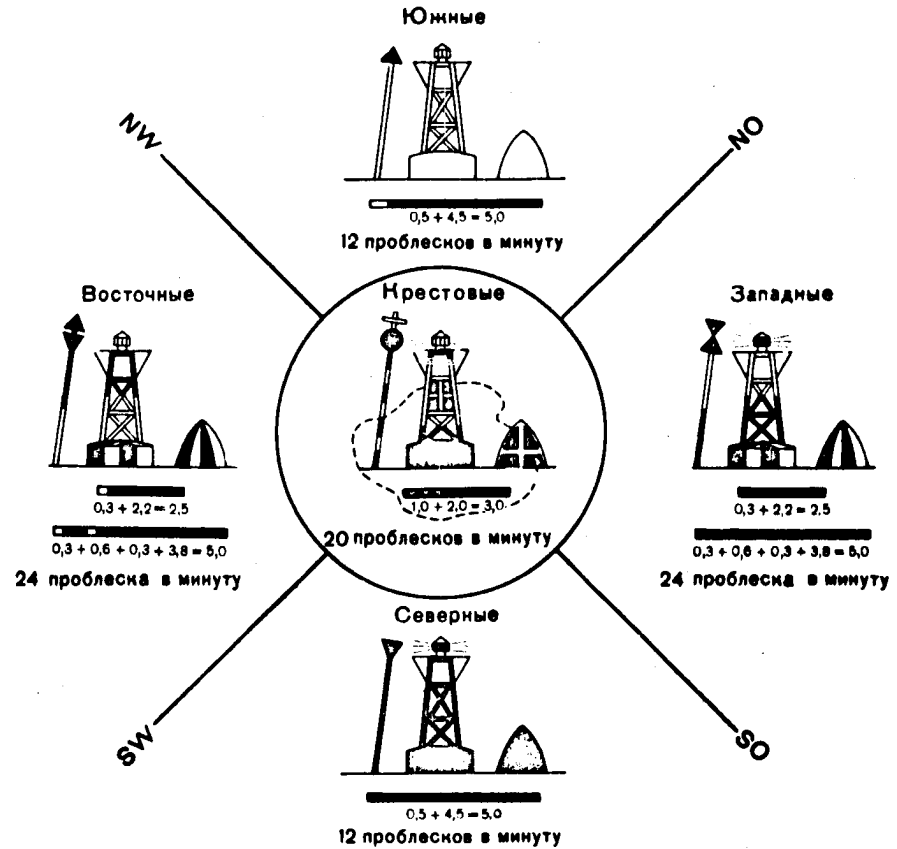 Южные
NW
NO
0,5 + 4,5 = 5,0
12 проблесков в минуту
Восточные
Крестовые
Западные
0,3 + 2,2 = 2,5
1,0 + 2,0 = 3,0
0,3 + 2,2 = 2,5
0,3 + 0,6 + 0,3 + 3,8 = 5,0
20 проблесков в минуту
0,3 + 0,6 + 0,3 + 3,8 = 5,0
24 проблеска в минуту
24 проблеска в минуту
Северные
SW
SO
0,5 + 4,5 = 5,0
12 проблесков в минуту